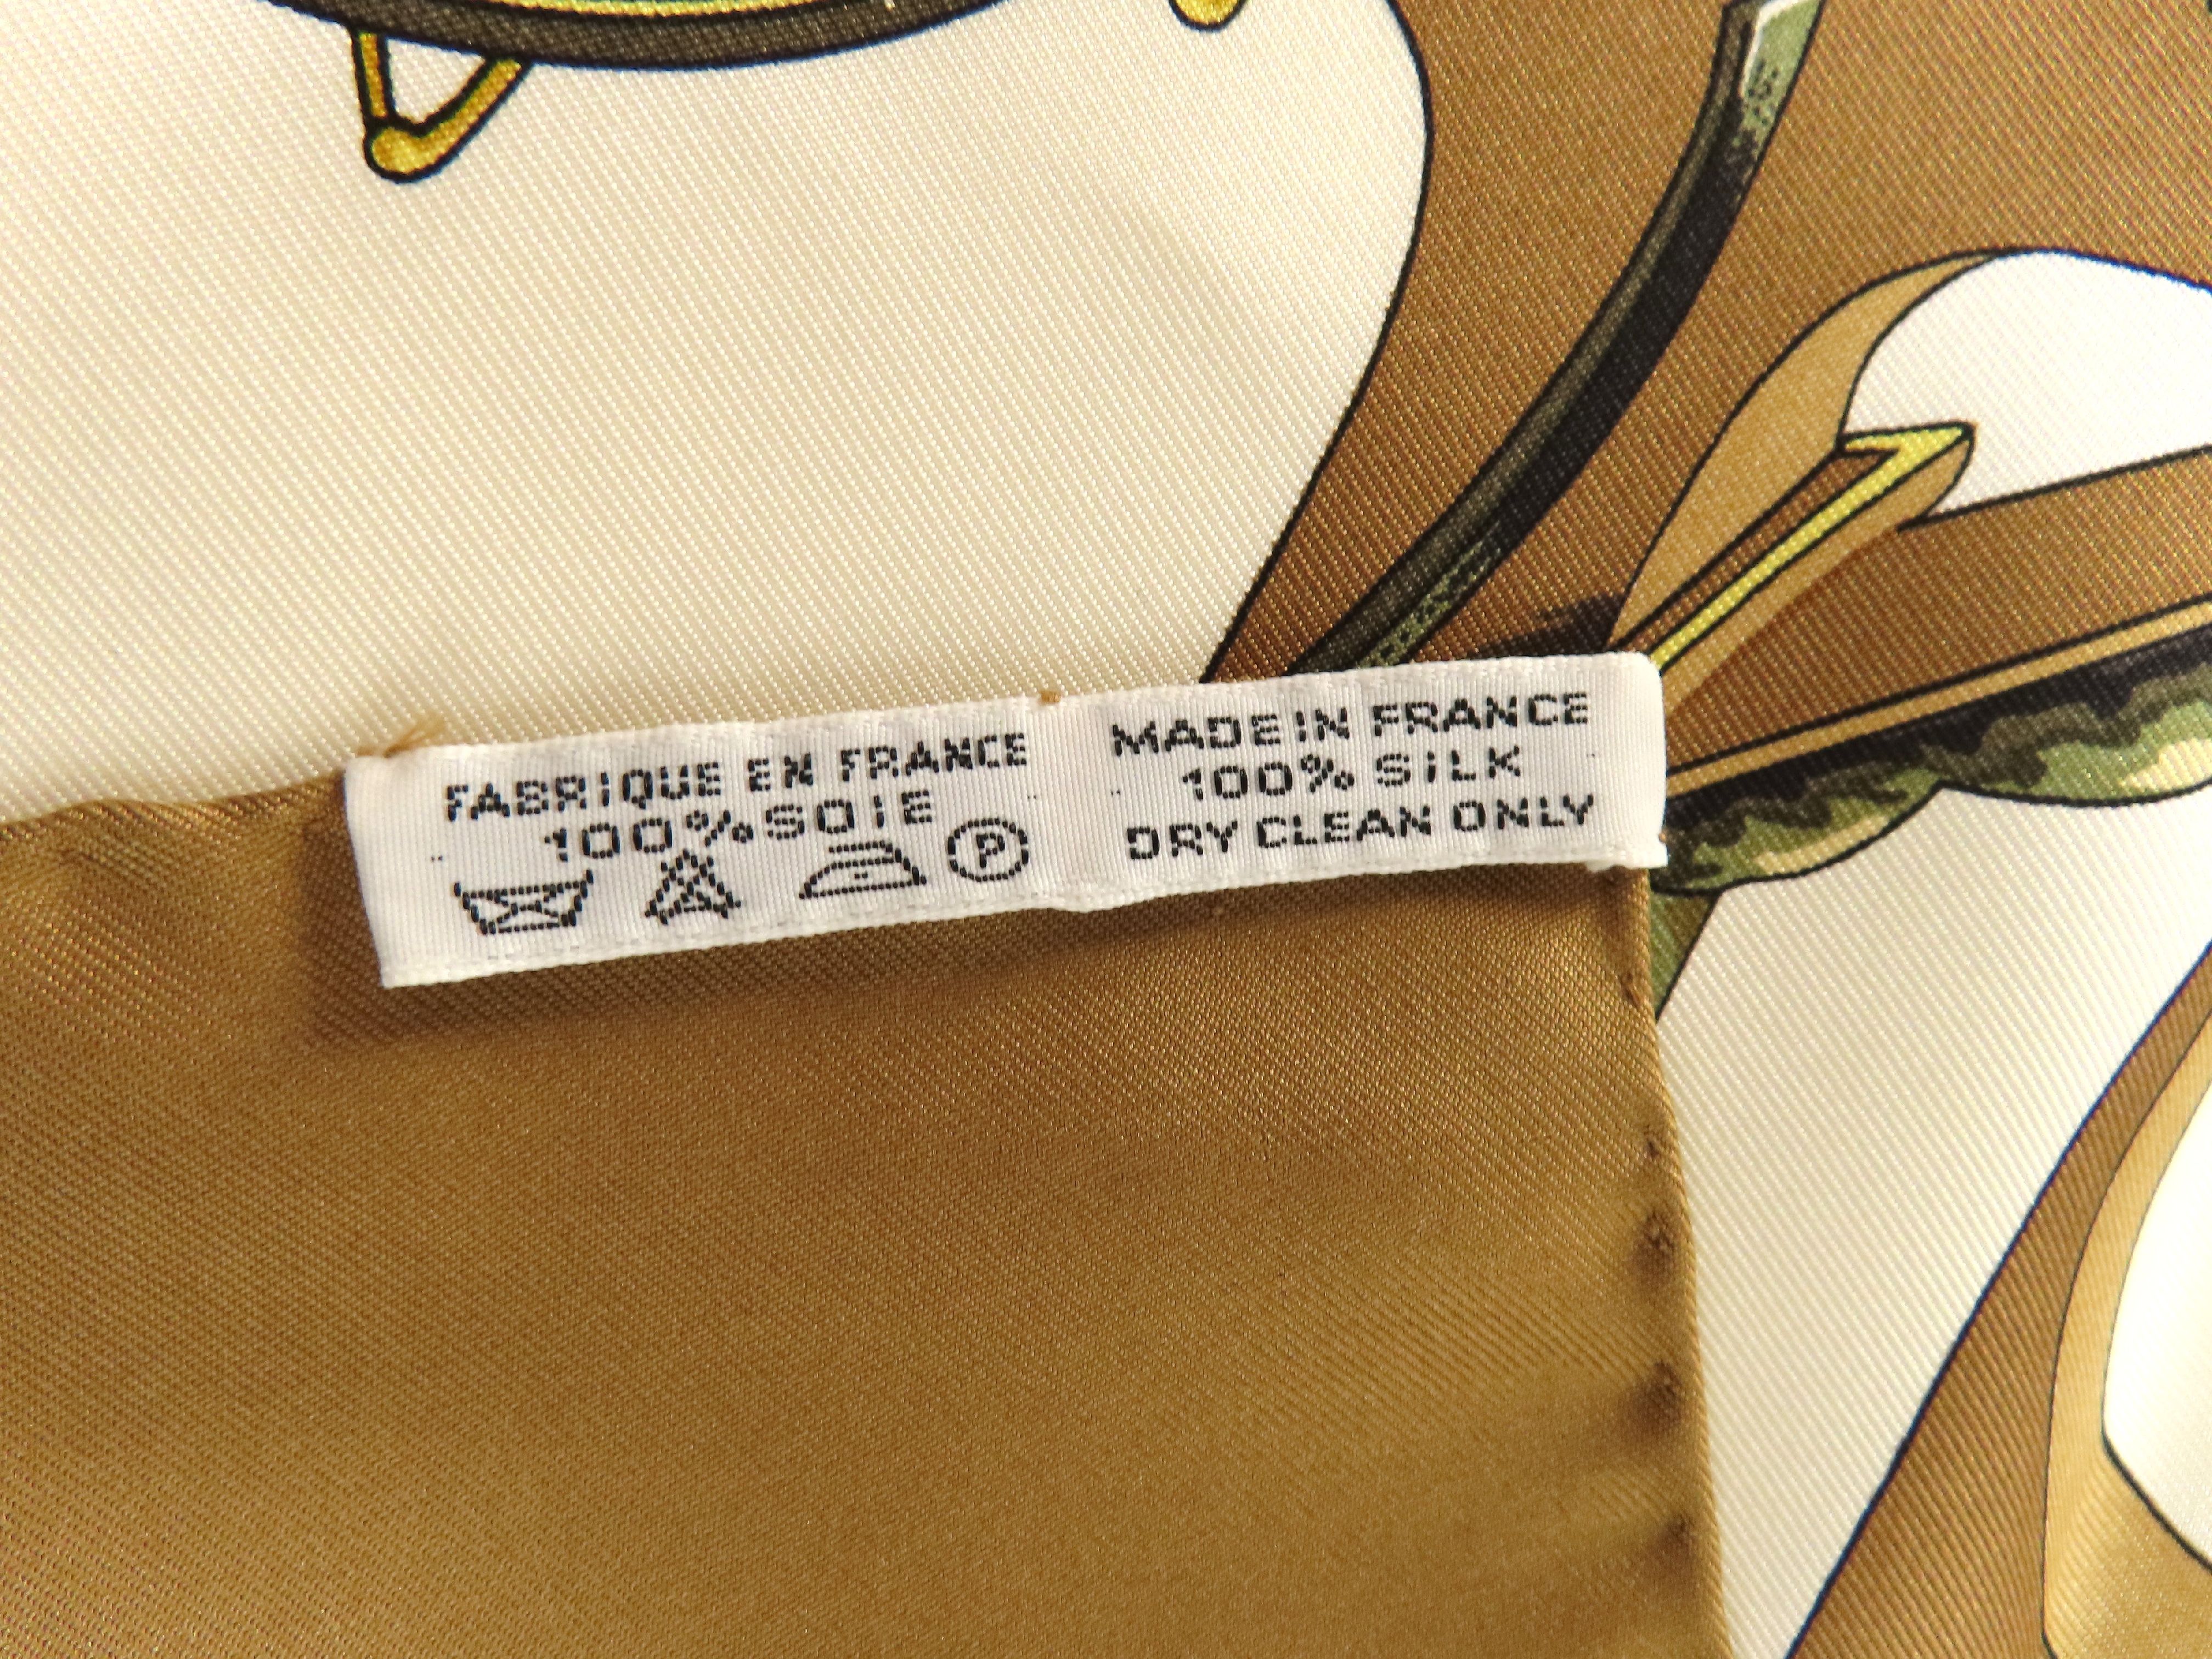 FABRIQUE EN FRANCE
100% SOIE
P
MADE IN FRANCE
100% SILK
DRY CLEAN ONLY